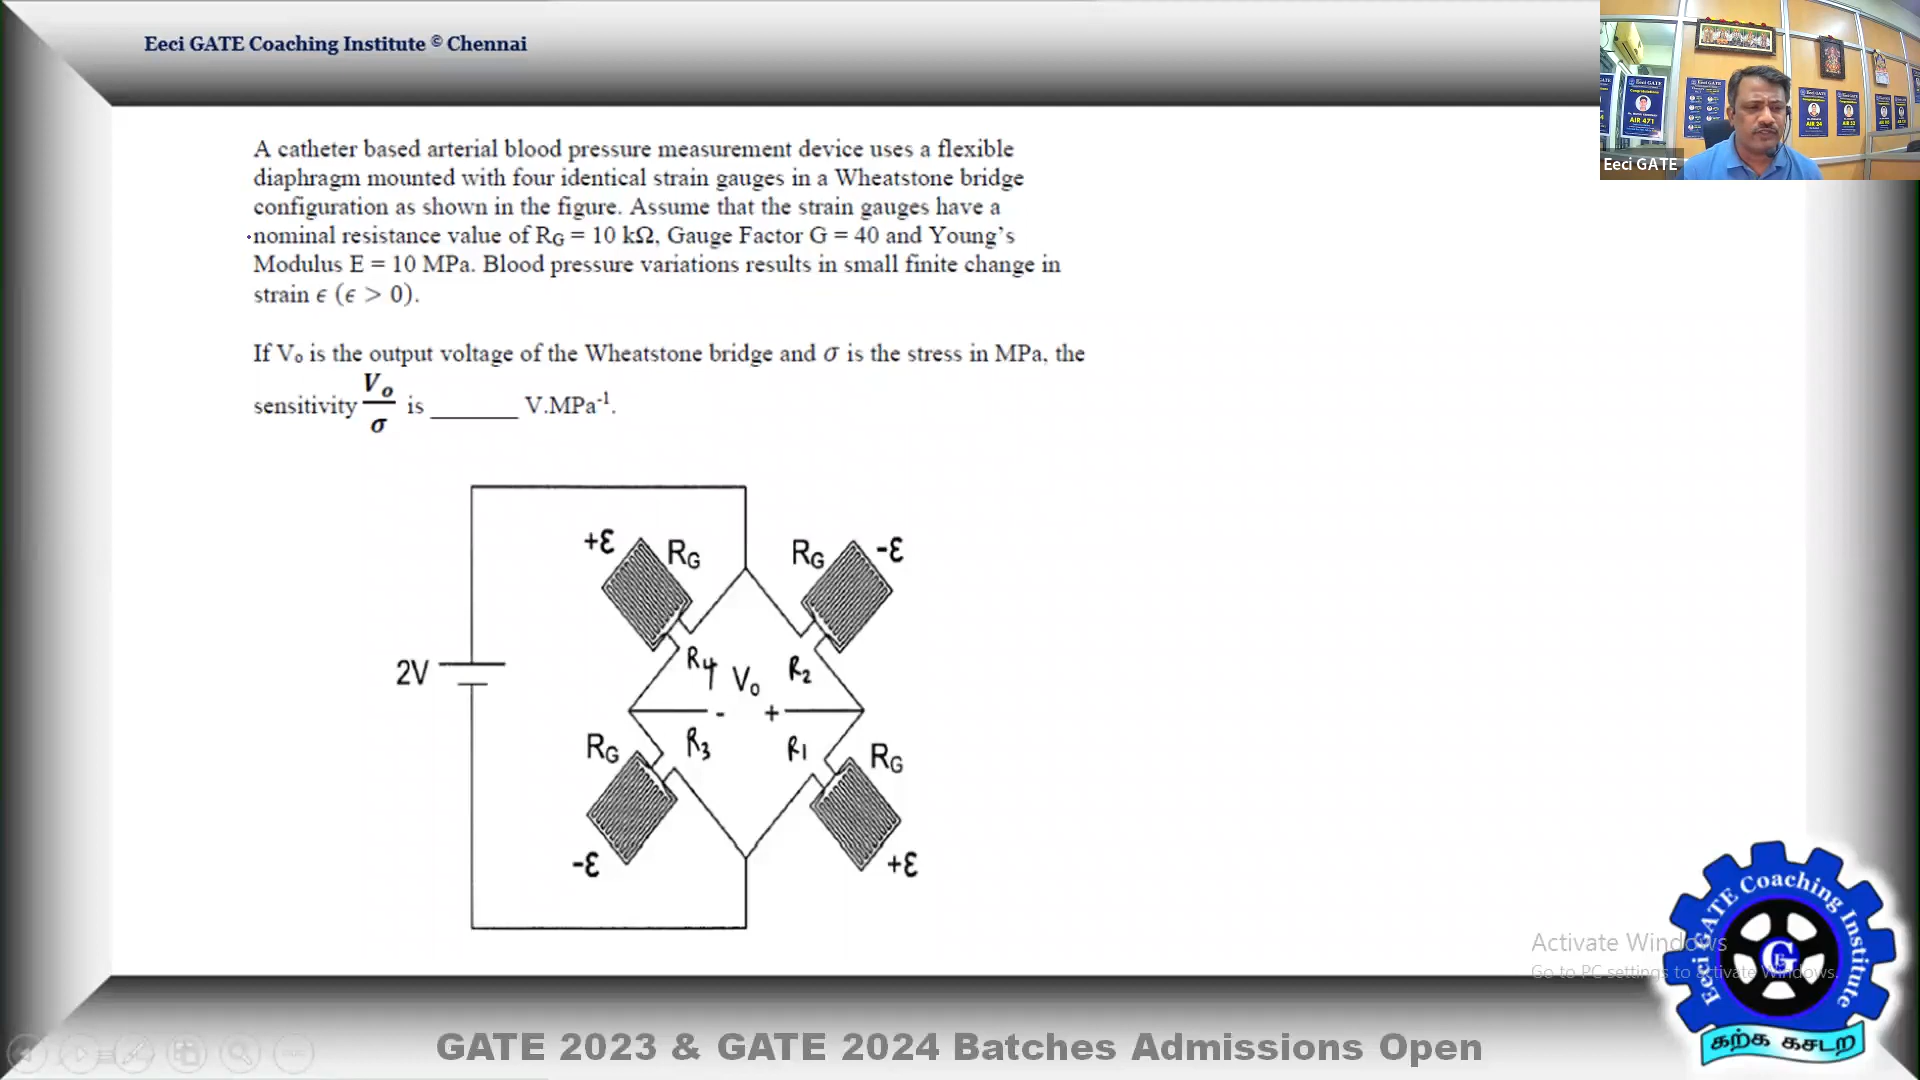 Eeci GATE Coaching Institute © Chennai
A catheter based arterial blood pressure measurement device uses a flexible
diaphragm mounted with four identical strain gauges in a Wheatstone bridge
configuration as shown in the figure. Assume that the strain gauges have a
nominal resistance value of RG = 10 kΩ, Gauge Factor G = 40 and Young's
Modulus E = 10 MPa. Blood pressure variations results in small finite change in
strain ϵ (ϵ > 0).
If Vo is the output voltage of the Wheatstone bridge and σ is the stress in MPa, the
sensitivity Vo/σ is _______ V.MPa-1.
+ε RG RG -ε
2V
R4 Vo R2
- +
RG R3 R1 RG
-ε +ε
Eeci GATE
AIR 471
AIR 24
Activate Windows
Go to PC settings to activate Windows.
Eeci GATE Coaching Institute
கற்க கசடற
GATE 2023 & GATE 2024 Batches Admissions Open